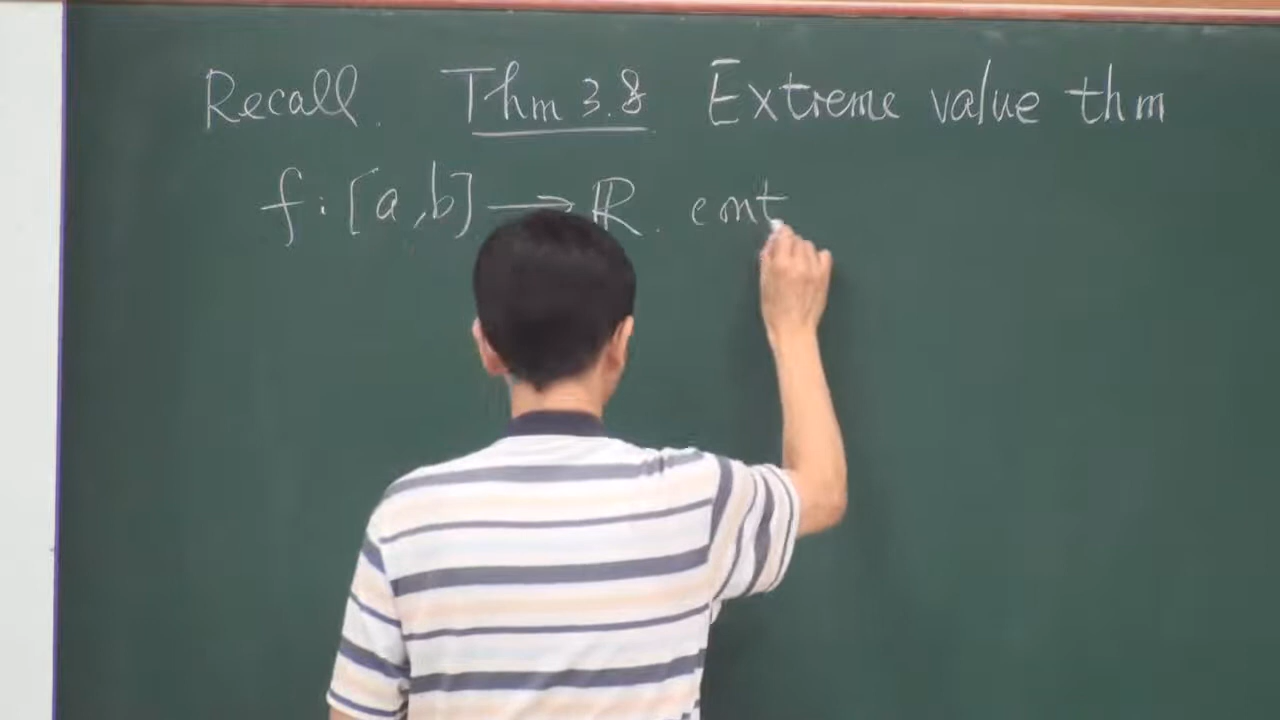 Recall. Thm 3.8 Extreme value thm
f : [a, b] → ℝ. cnt